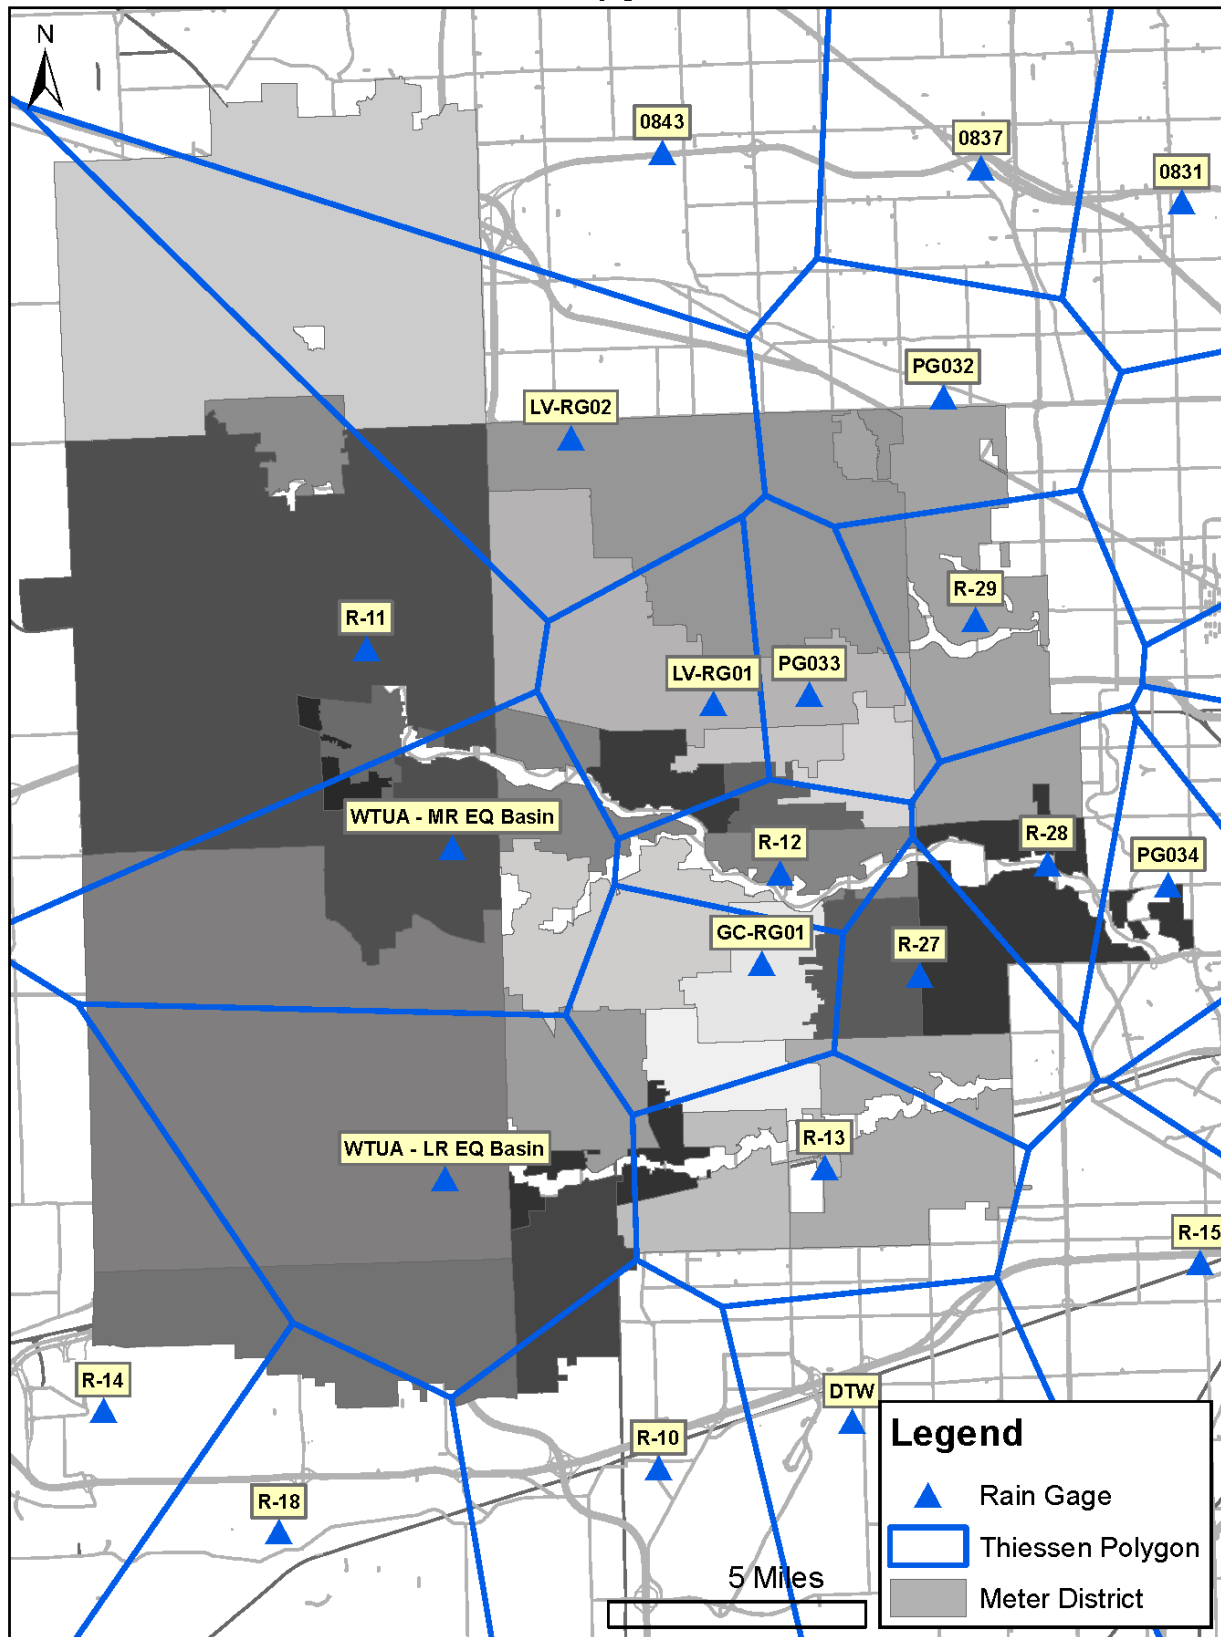 N
0843
0837
0831
PG032
LV-RG02
R-29
R-11
PG033
LV-RG01
WTUA - MR EQ Basin
R-28
R-12
PG034
GC-RG01
R-27
R-13
WTUA - LR EQ Basin
R-15
R-14
DTW
R-10
R-18
Legend
Rain Gage
Thiessen Polygon
Meter District
5 Miles